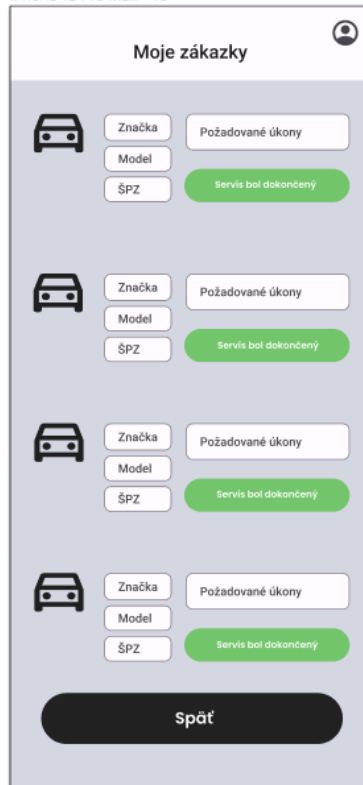 Moje zákazky
Značka
Požadované úkony
Model
ŠPZ
Servis bol dokončený
Značka
Požadované úkony
Model
ŠPZ
Servis bol dokončený
Značka
Požadované úkony
Model
ŠPZ
Servis bol dokončený
Značka
Požadované úkony
Model
ŠPZ
Servis bol dokončený
Späť